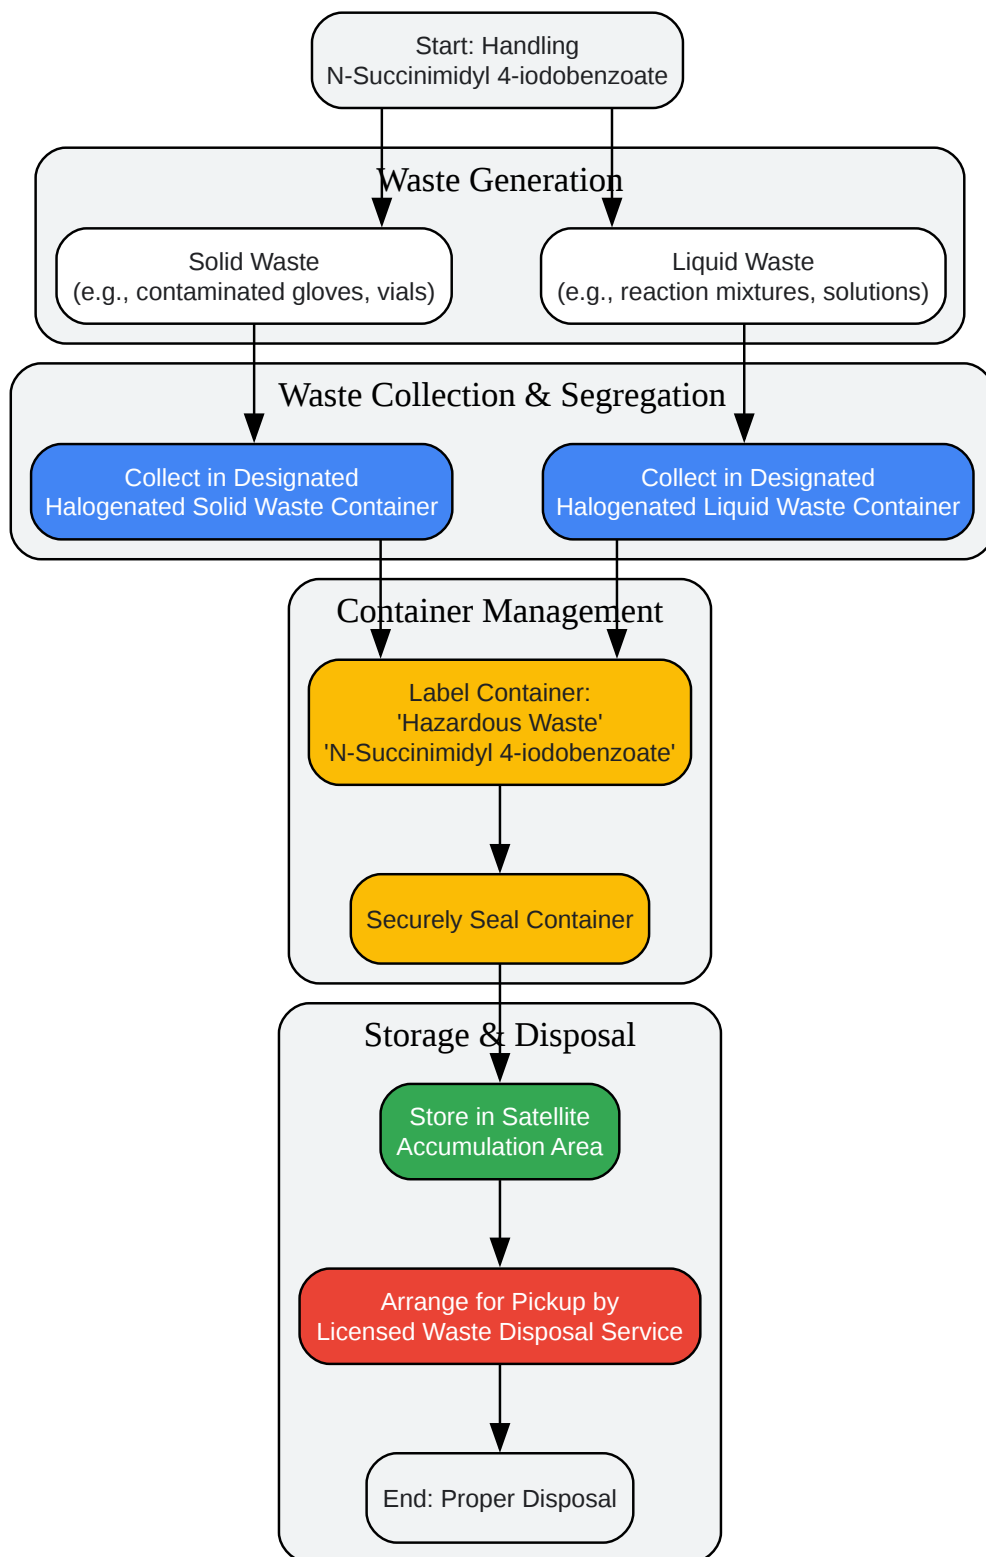 Start: Handling
N-Succinimidyl 4-iodobenzoate
Waste Generation
Solid Waste
(e.g., contaminated gloves, vials)
Liquid Waste
(e.g., reaction mixtures, solutions)
Waste Collection & Segregation
Collect in Designated
Halogenated Solid Waste Container
Collect in Designated
Halogenated Liquid Waste Container
Container Management
Label Container:
'Hazardous Waste'
'N-Succinimidyl 4-iodobenzoate'
Securely Seal Container
Storage & Disposal
Store in Satellite
Accumulation Area
Arrange for Pickup by
Licensed Waste Disposal Service
End: Proper Disposal